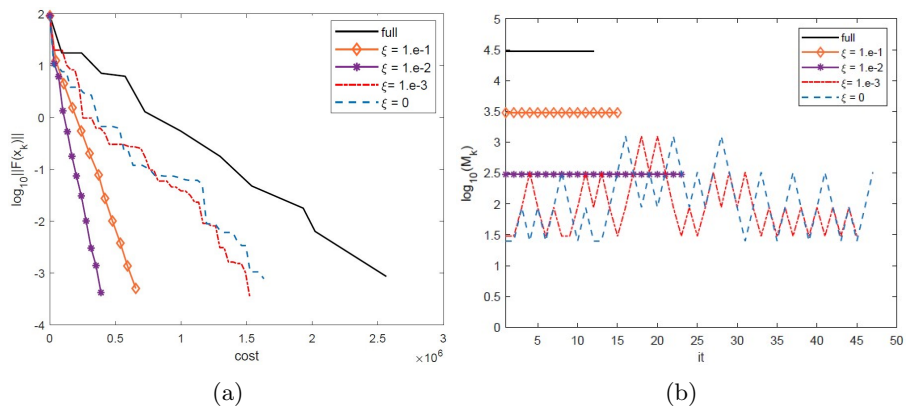 full
ξ = 1.e-1
ξ = 1.e-2
ξ = 1.e-3
ξ = 0
log10||F(xk)||
2
1
0
-1
-2
-3
-4
0 0.5 1 1.5 2 2.5 3
cost
×10^6
(a)
full
ξ = 1.e-1
ξ = 1.e-2
ξ = 1.e-3
ξ = 0
log10(Mk)
5
4.5
4
3.5
3
2.5
2
1.5
1
0.5
0
5 10 15 20 25 30 35 40 45 50
it
(b)